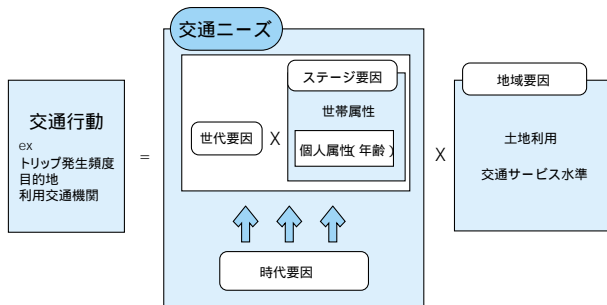 交通ニーズ
ステージ要因
世帯属性
個人属性(年齢)
世代要因
X
時代要因
交通行動
ex
トリップ発生頻度
目的地
利用交通機関
=
X
地域要因
土地利用
交通サービス水準